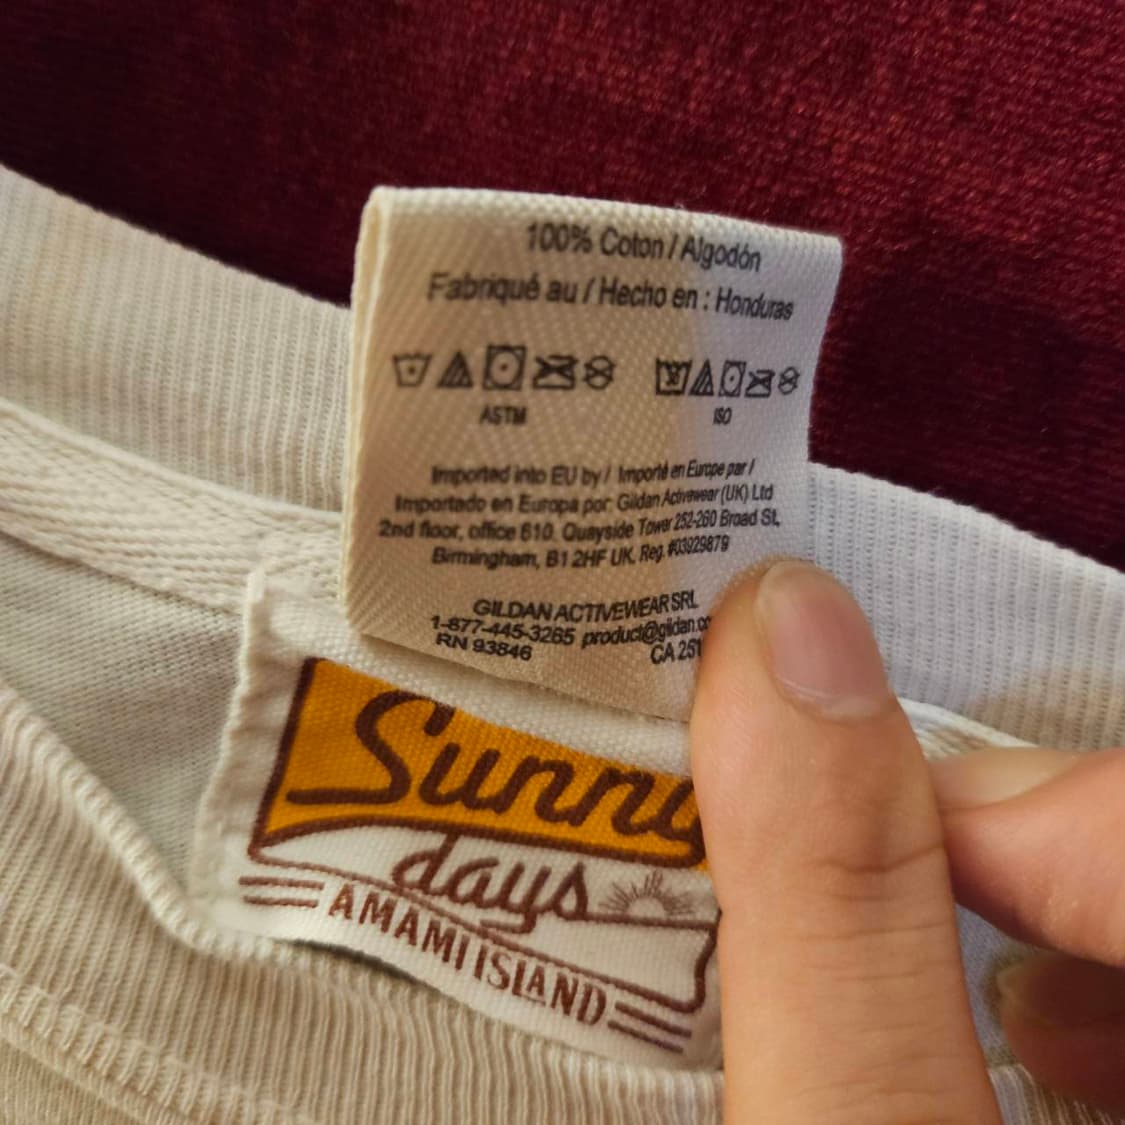 100% Coton / Algodón
Fabriqué au / Hecho en : Honduras
ASTM
ISO
Imported into EU by / Importé en Europe par /
Importado en Europa por: Gildan Activewear (UK) Ltd
2nd floor, office 610, Quayside Tower 252-260 Broad St,
Birmingham, B1 2HF UK. Reg #03929879
GILDAN ACTIVEWEAR SRL
1-877-445-3265 product@gildan.co
RN 93846
CA 251
Sunny
days
AMAMI ISLAND